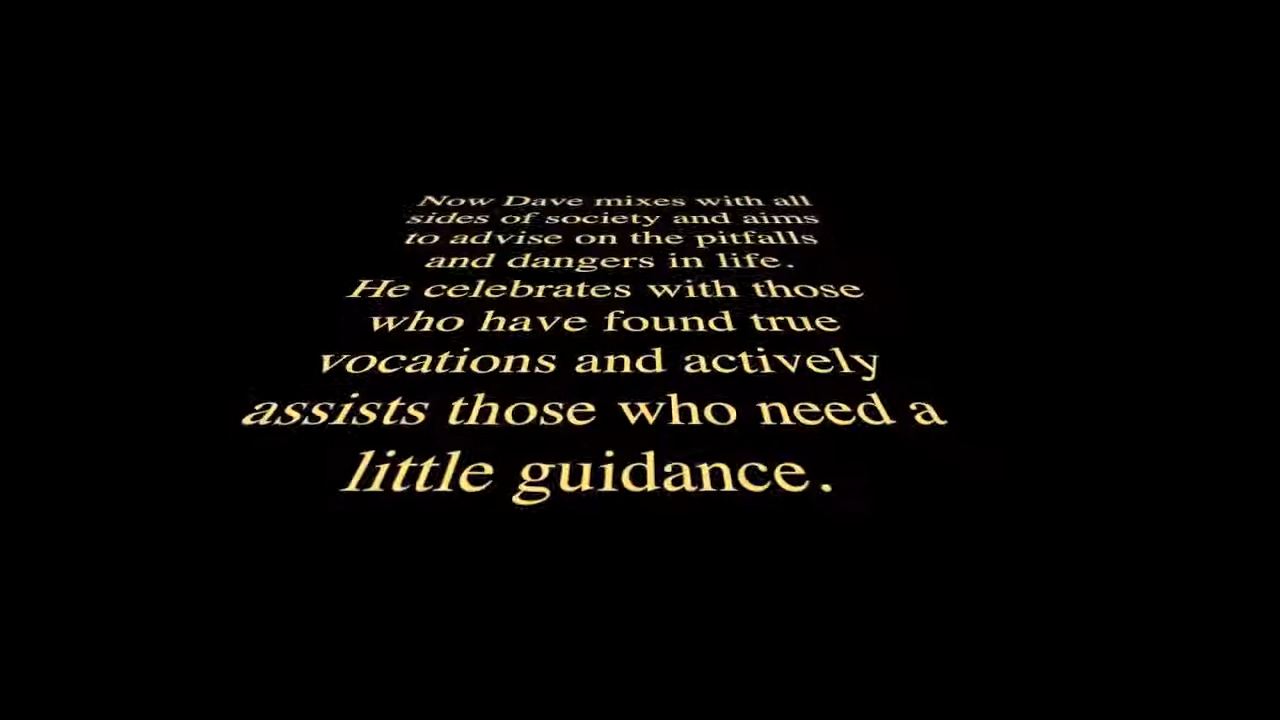 Now Dave mixes with all
sides of society and aims
to advise on the pitfalls
and dangers in life.
He celebrates with those
who have found true
vocations and actively
assists those who need a
little guidance.